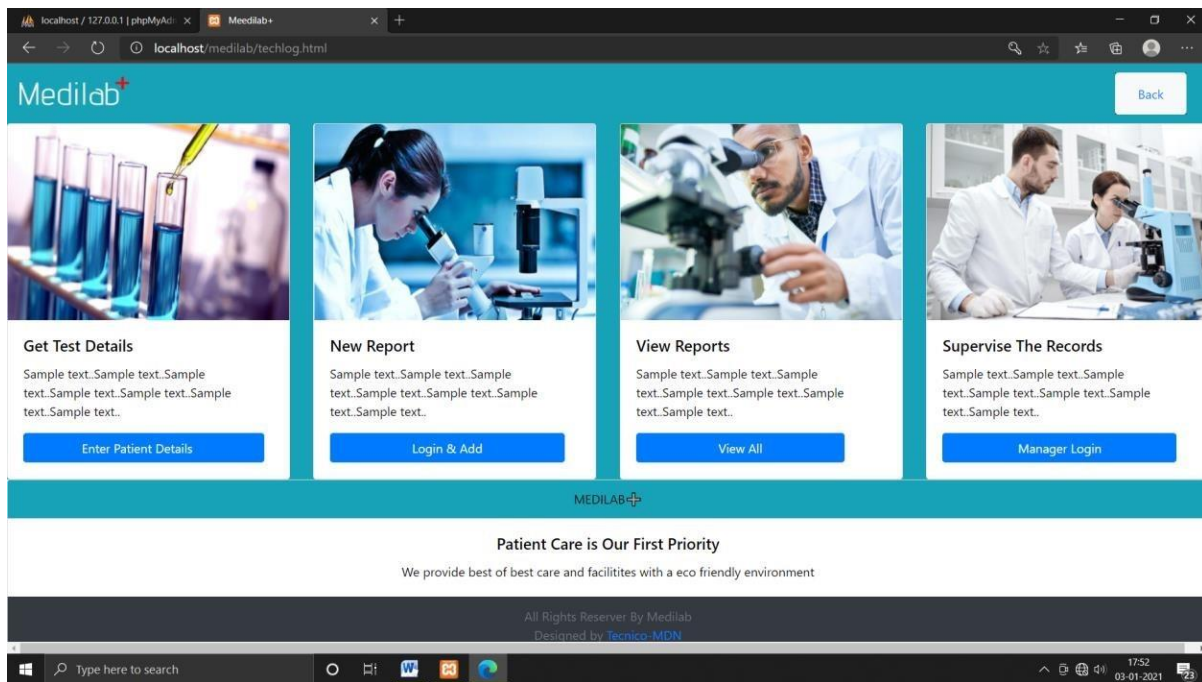 localhost / 127.0.0.1 | phpMyAdm
Meedilab+
localhost/medilab/techlog.html
Medilab+
Back
Get Test Details
Sample text..Sample text..Sample
text..Sample text..Sample text..Sample
text..Sample text..
Enter Patient Details
New Report
Sample text..Sample text..Sample
text..Sample text..Sample text..Sample
text..Sample text..
Login & Add
View Reports
Sample text..Sample text..Sample
text..Sample text..Sample text..Sample
text..Sample text..
View All
Supervise The Records
Sample text..Sample text..Sample
text..Sample text..Sample text..Sample
text..Sample text..
Manager Login
MEDILAB
Patient Care is Our First Priority
We provide best of best care and facilitites with a eco friendly environment
All Rights Reserver By Medilab
Designed by Tecnico-MDN
Type here to search
W
17:52
03-01-2021
23